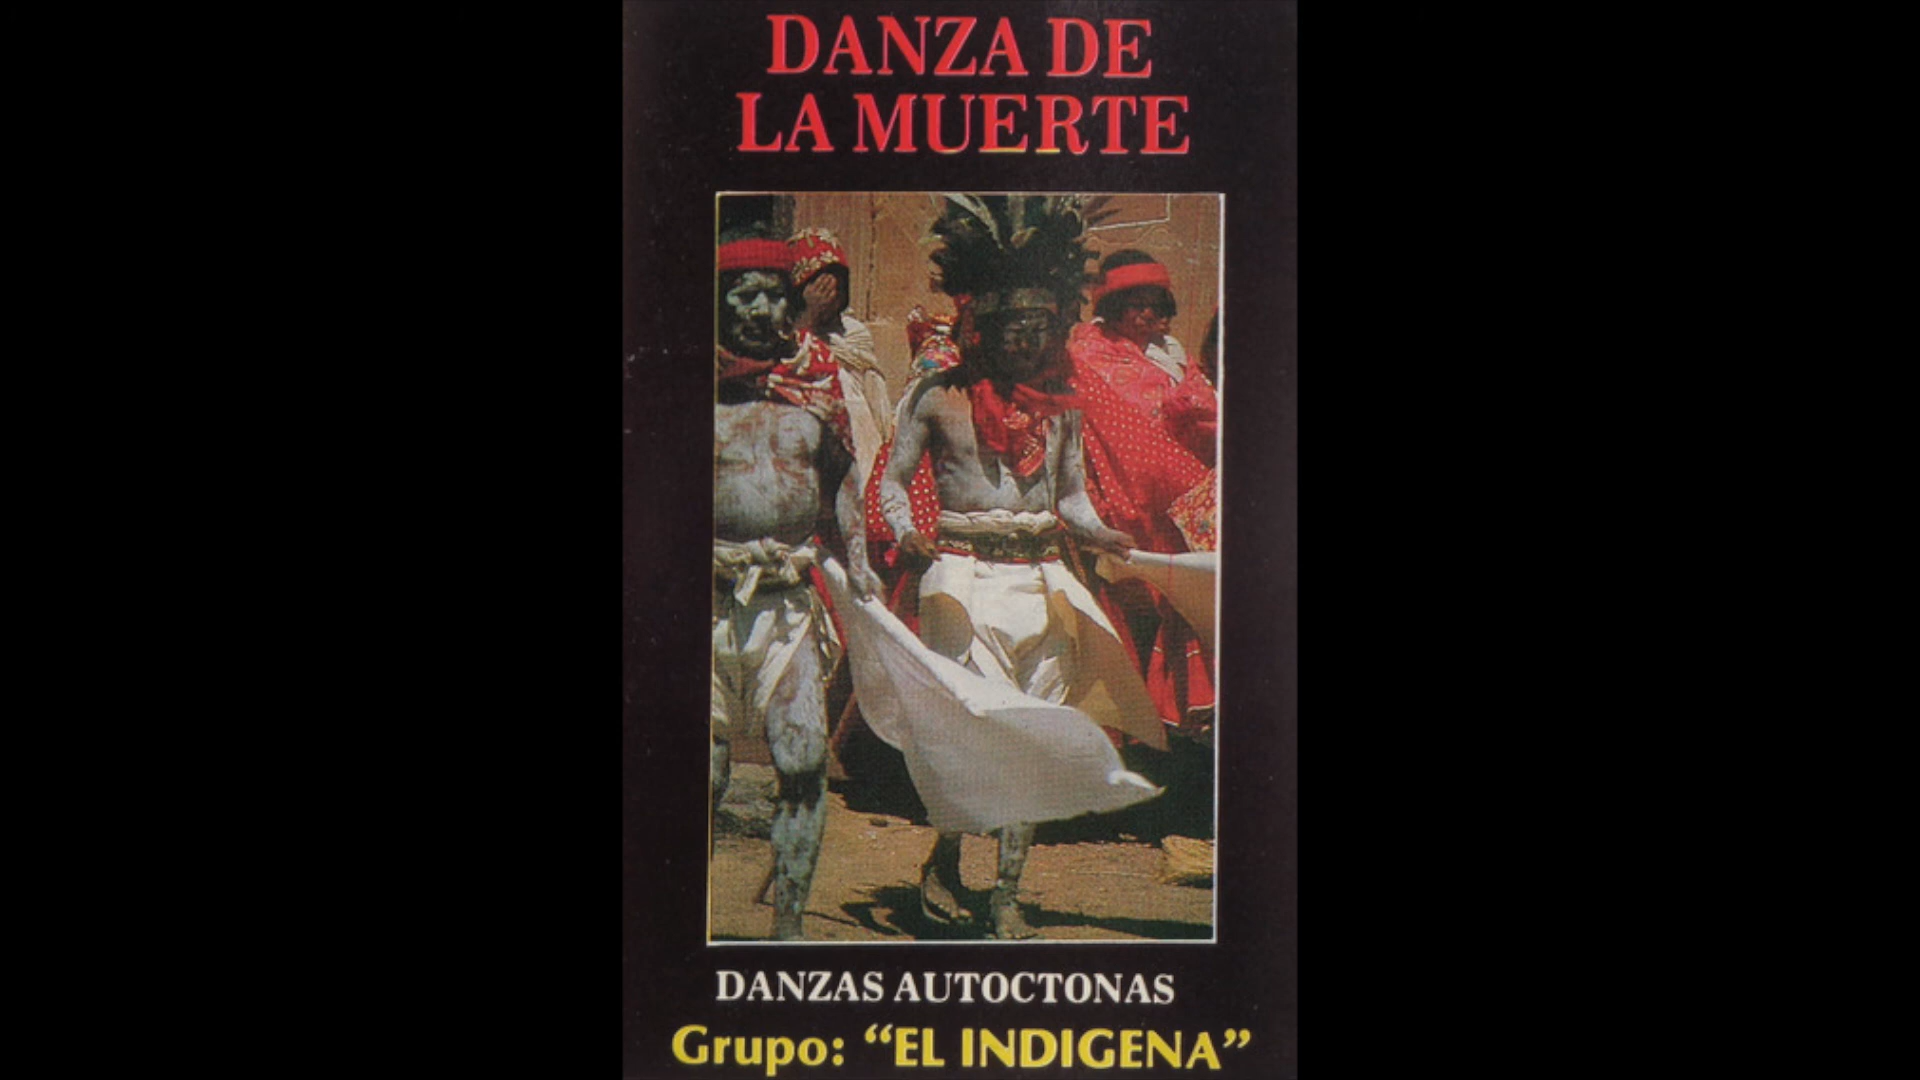 DANZA DE
LA MUERTE
DANZAS AUTOCTONAS
Grupo: “EL INDIGENA”